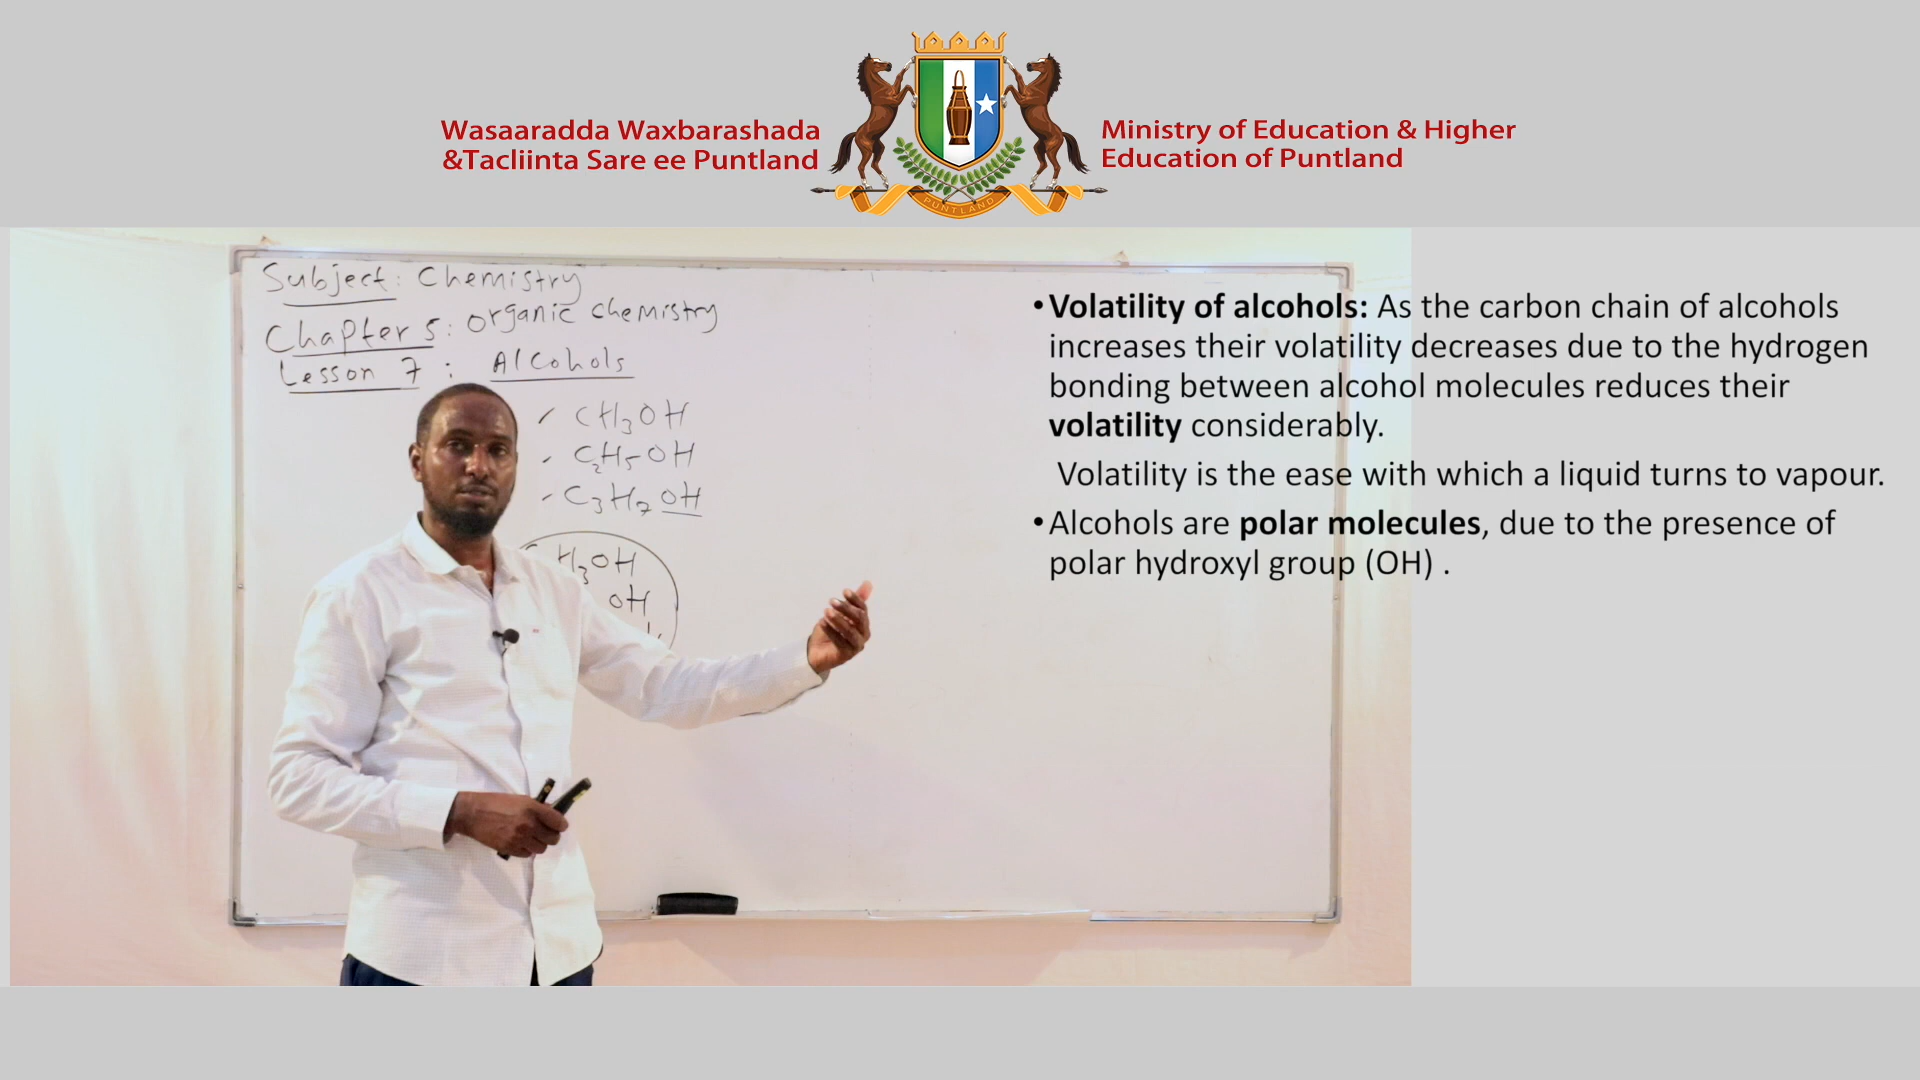 Wasaaradda Waxbarashada
&Tacliinta Sare ee Puntland
PUNTLAND
Ministry of Education & Higher
Education of Puntland
Subject: Chemistry
Chapter 5: organic chemistry
Lesson 7: Alcohols
CH3OH
C2H5OH
C3H7OH
H3OH
OH
• Volatility of alcohols: As the carbon chain of alcohols
increases their volatility decreases due to the hydrogen
bonding between alcohol molecules reduces their
volatility considerably.
Volatility is the ease with which a liquid turns to vapour.
• Alcohols are polar molecules, due to the presence of
polar hydroxyl group (OH) .